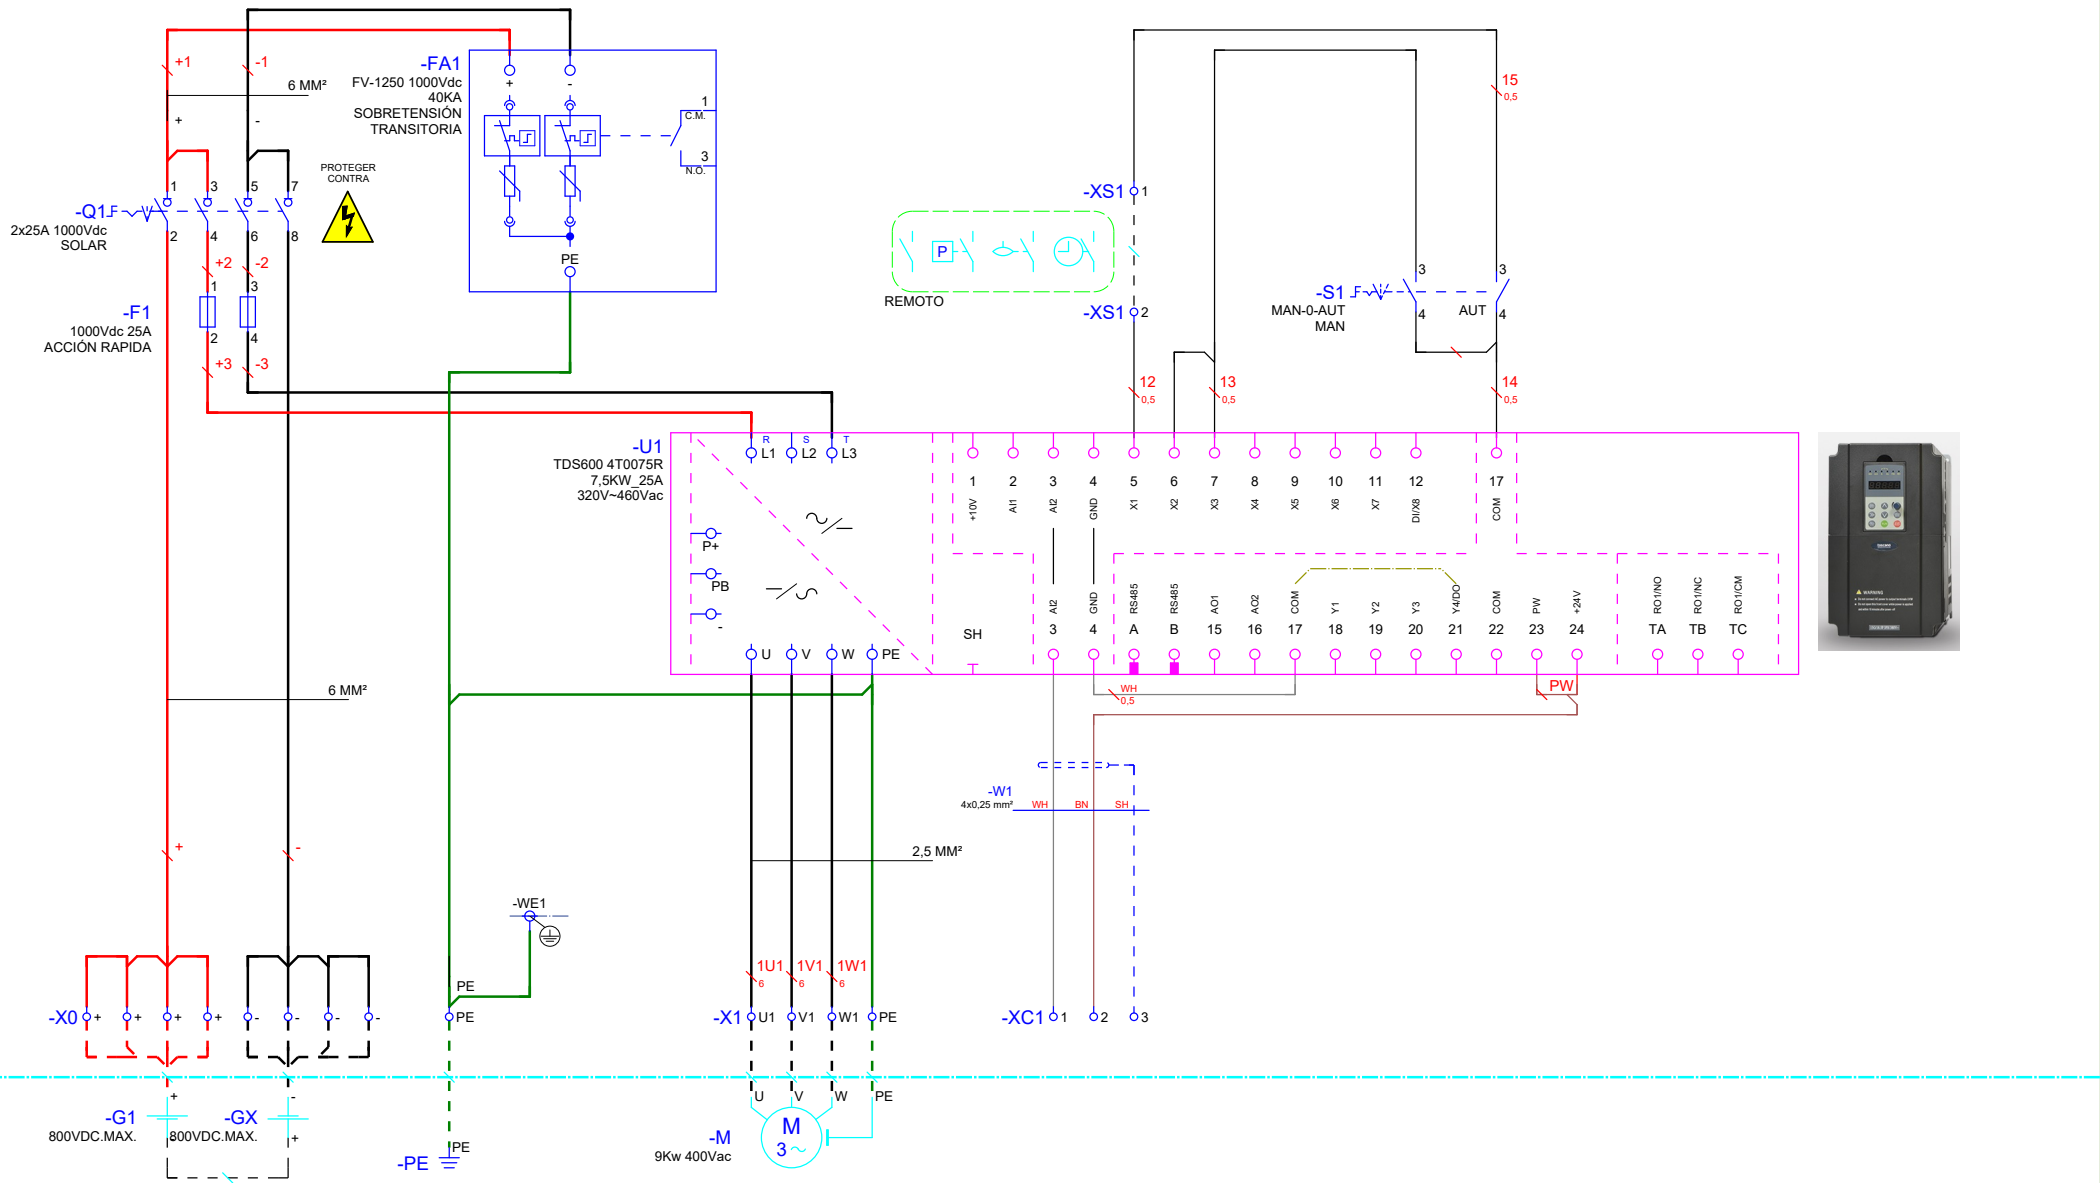 +1
-1
6 MM²
+
-
-FA1
FV-1250 1000Vdc
40KA
SOBRETENSIÓN
TRANSITORIA
+
-
1
C.M.
3
N.O.
PE
15
0,5
PROTEGER
CONTRA
1
3
5
7
-Q1
2x25A 1000Vdc
SOLAR
2
4
6
8
+2
-2
-F1
1000Vdc 25A
ACCIÓN RAPIDA
1
3
2
4
+3
-3
-XS1
1
P
REMOTO
-XS1
2
-S1
MAN-0-AUT
MAN
3
4
AUT
3
4
12
0,5
13
0,5
14
0,5
-U1
TDS600 4T0075R
7,5KW_25A
320V~460Vac
R
S
T
L1
L2
L3
P+
PB
-
U
V
W
PE
1
2
3
4
5
6
7
8
9
10
11
12
17
+10V
AI1
AI2
GND
X1
X2
X3
X4
X5
X6
X7
DI/X8
COM
SH
AI2
GND
RS485
RS485
AO1
AO2
COM
Y1
Y2
Y3
Y4/DO
COM
PW
+24V
RO1/NO
RO1/NC
RO1/CM
3
4
A
B
15
16
17
18
19
20
21
22
23
24
TA
TB
TC
WARNING
WH
0,5
PW
6 MM²
-W1
4x0,25 mm²
WH
BN
SH
2,5 MM²
+
-
-WE1
PE
1U1
6
1V1
6
1W1
6
-X0
+
+
+
+
-
-
-
-
PE
-X1
U1
V1
W1
PE
-XC1
1
2
3
+
-
-G1
800VDC.MAX.
-GX
800VDC.MAX.
+
PE
-PE
U
V
W
PE
-M
9Kw 400Vac
M
3